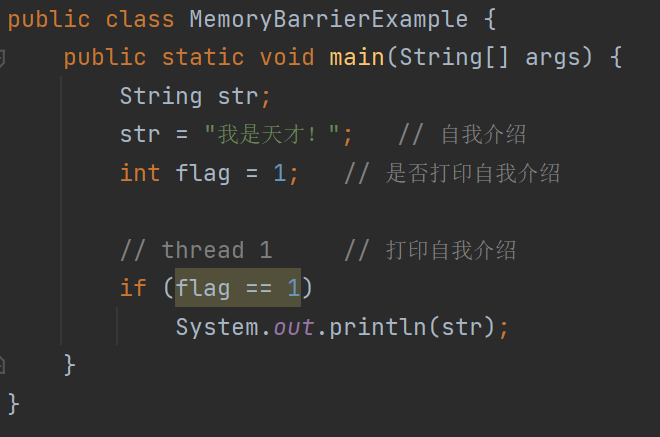 public class MemoryBarrierExample {
    public static void main(String[] args) {
        String str;
        str = "我是天才！";   // 自我介绍
        int flag = 1;   // 是否打印自我介绍

        // thread 1     // 打印自我介绍
        if (flag == 1)
            System.out.println(str);
    }
}